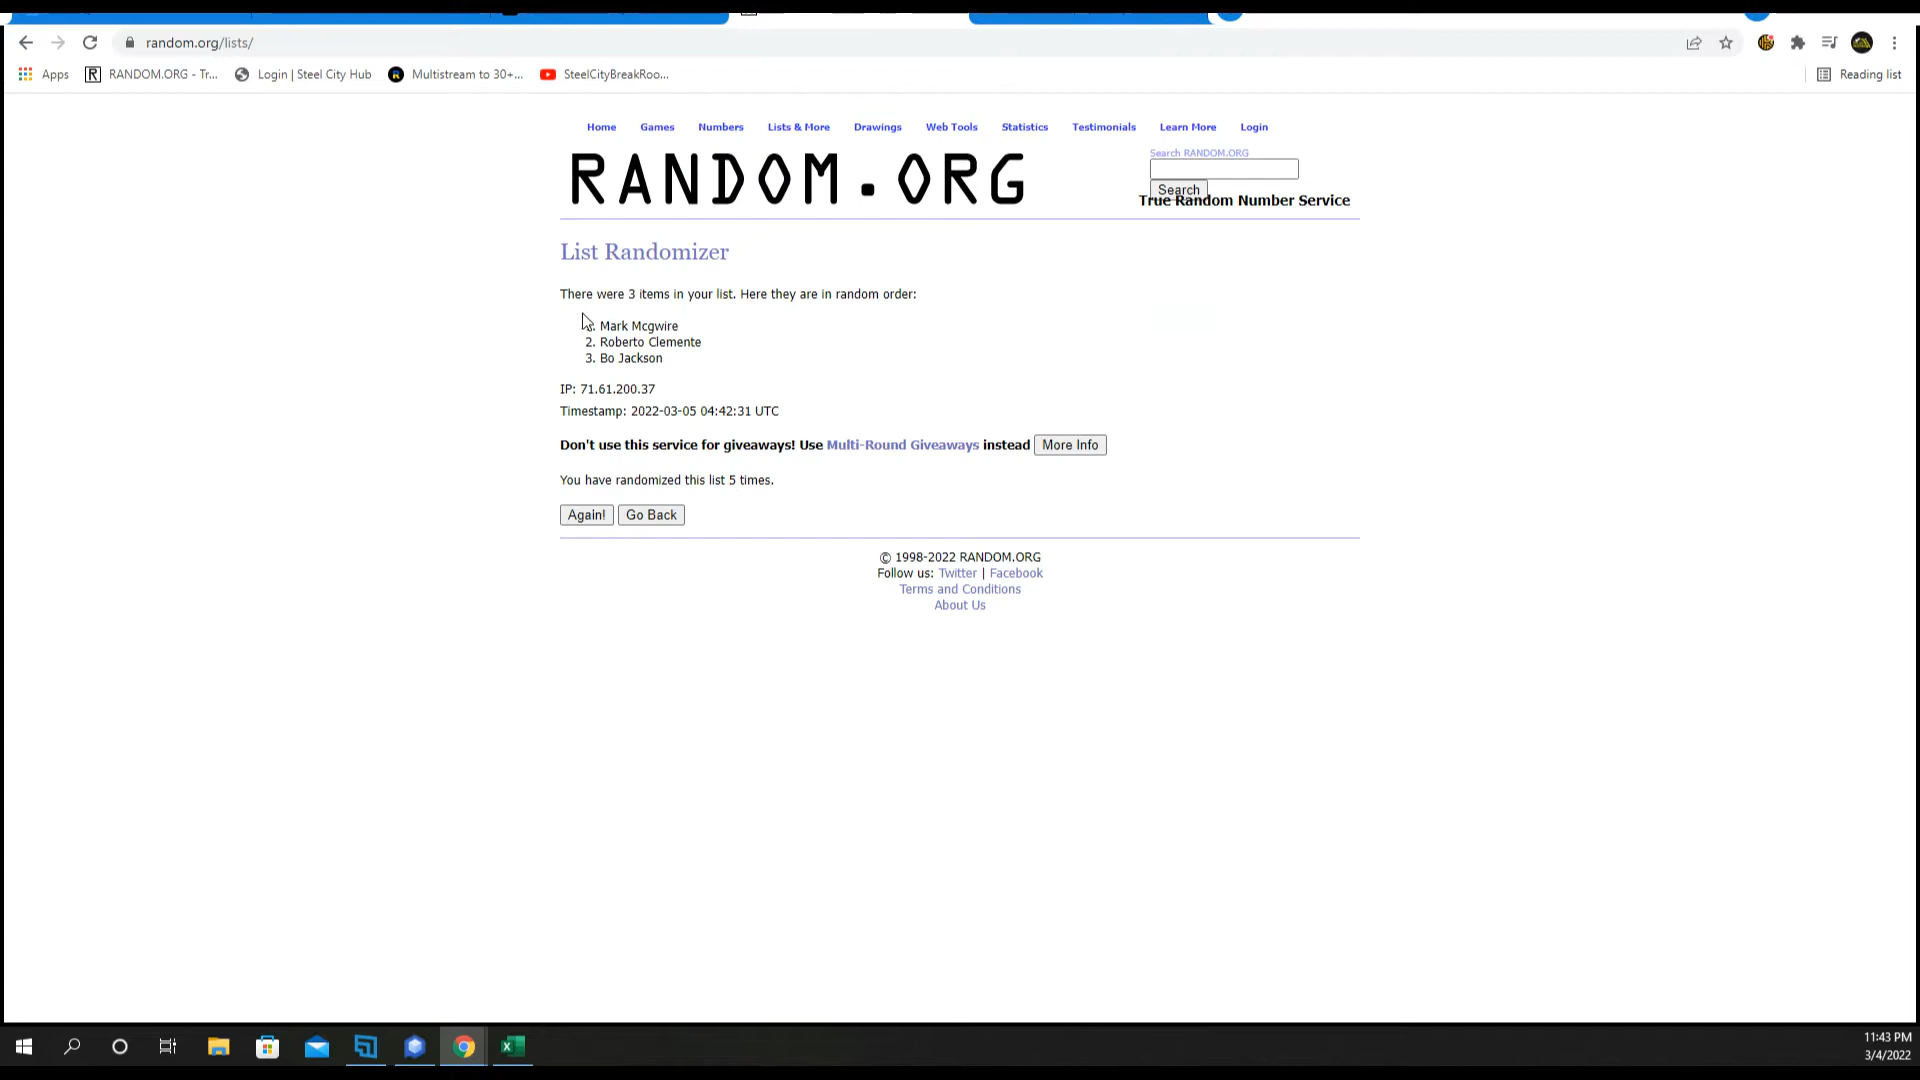 random.org/lists/
Apps RANDOM.ORG - Tr... Login | Steel City Hub Multistream to 30+... SteelCityBreakRoo... Reading list
Home Games Numbers Lists & More Drawings Web Tools Statistics Testimonials Learn More Login
RANDOM.ORG
Search RANDOM.ORG
Search
True Random Number Service
List Randomizer
There were 3 items in your list. Here they are in random order:
. Mark Mcgwire
2. Roberto Clemente
3. Bo Jackson
IP: 71.61.200.37
Timestamp: 2022-03-05 04:42:31 UTC
Don't use this service for giveaways! Use Multi-Round Giveaways instead More Info
You have randomized this list 5 times.
Again! Go Back
© 1998-2022 RANDOM.ORG
Follow us: Twitter | Facebook
Terms and Conditions
About Us
11:43 PM
3/4/2022